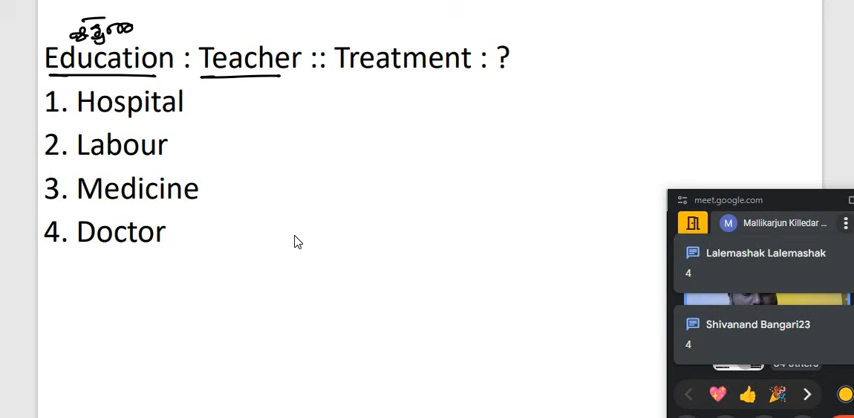 ಶಿಕ್ಷಣ
Education : Teacher :: Treatment : ?
1. Hospital
2. Labour
3. Medicine
4. Doctor
meet.google.com
M Mallikarjun Killedar ...
Lalemashak Lalemashak
4
Shivanand Bangari23
4